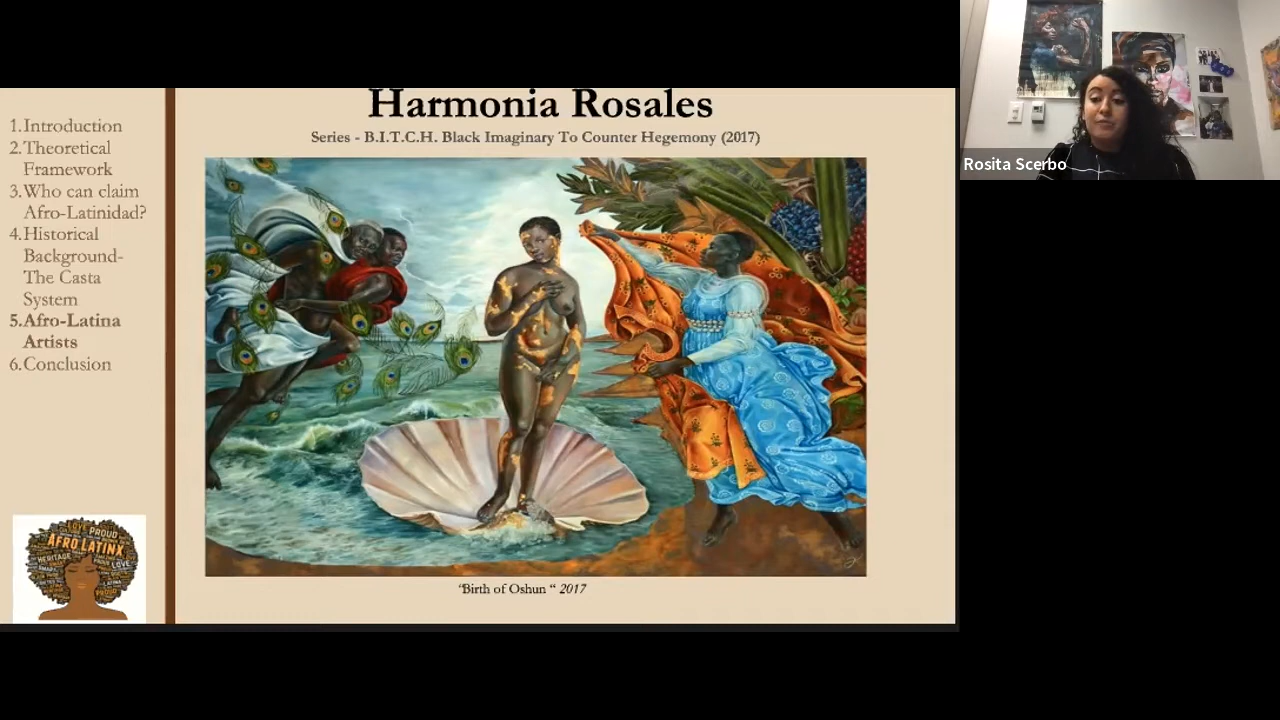 Harmonia Rosales
Series - B.I.T.C.H. Black Imaginary To Counter Hegemony (2017)
1.Introduction
2.Theoretical
Framework
3.Who can claim
Afro-Latinidad?
4.Historical
Background-
The Casta
System
5.Afro-Latina
Artists
6.Conclusion
LOVE PROUD
AFRO LATINX
HERITAGE
LOVE
PROUD
"Birth of Oshun " 2017
Rosita Scerbo